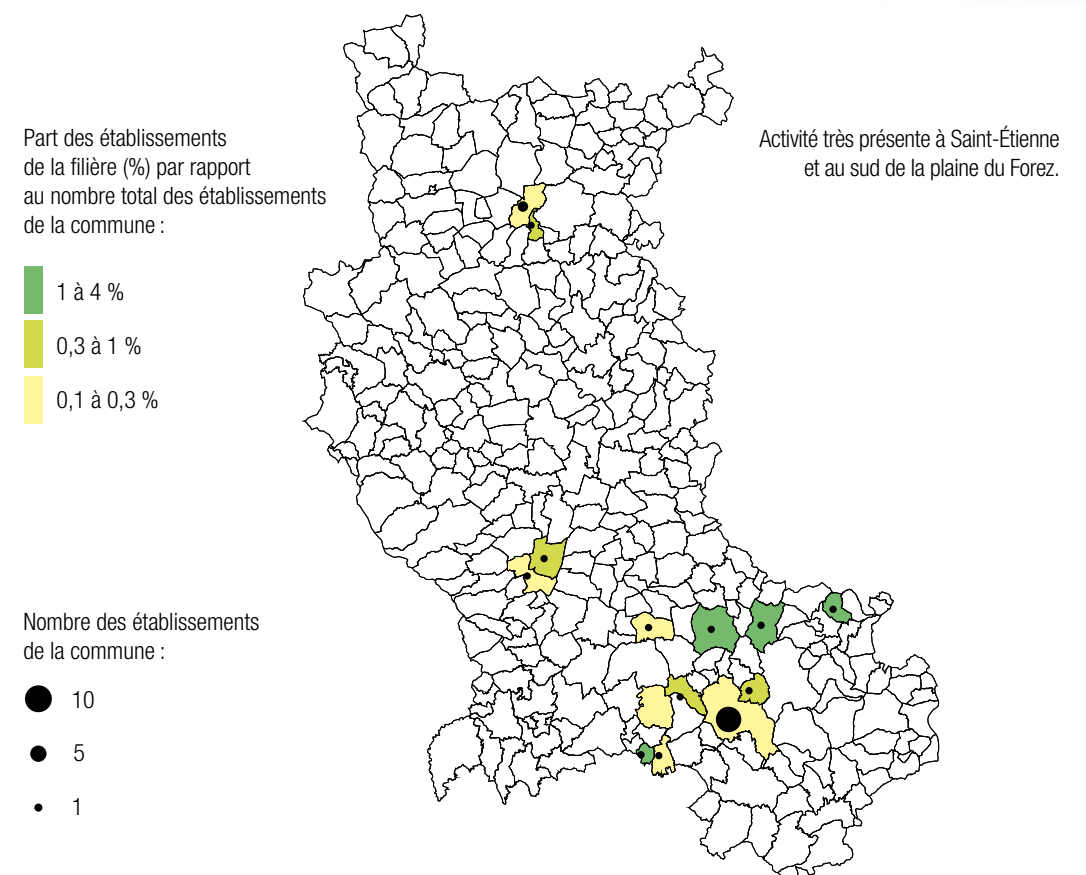 Part des établissements
de la filière (%) par rapport
au nombre total des établissements
de la commune :
1 à 4 %
0,3 à 1 %
0,1 à 0,3 %
Activité très présente à Saint-Étienne
et au sud de la plaine du Forez.
Nombre des établissements
de la commune :
10
5
1